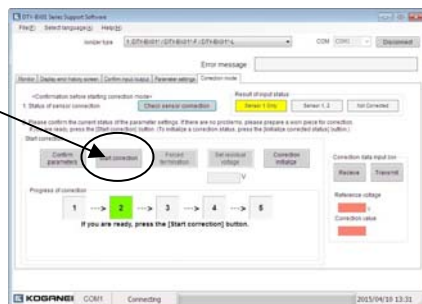 DTY-BX01 Series Support Software
File(F) Select language(s) Help(H)
Ionizer type
COM COM1 Disconnect
Error message
Monitor Display error history screen Confirm input/output Parameter settings Correction mode
<Confirmation before starting correction mode>
1. Status of sensor connection Check sensor connection
Result of input status
Sensor 1 Only Sensor 1, 2 Not Connected
2. Please confirm the current status of the parameter settings. If there are no problems, please prepare a worn piece for correction.
If you are ready, press the [Start correction] button. (To initialize a correction status, press the [Initialize corrected status] button.)
Start correction
Confirm parameters
Start correction
Forced termination
Set residual voltage
Correction initialize
V
Correction data input
Receive Transmit
Progress of correction
1 ---> 2 ---> 3 ---> 4 ---> 5
If you are ready, press the [Start correction] button.
Reference voltage
Correction value
KOGANEI COM1 Connecting 2015/04/16 13:31